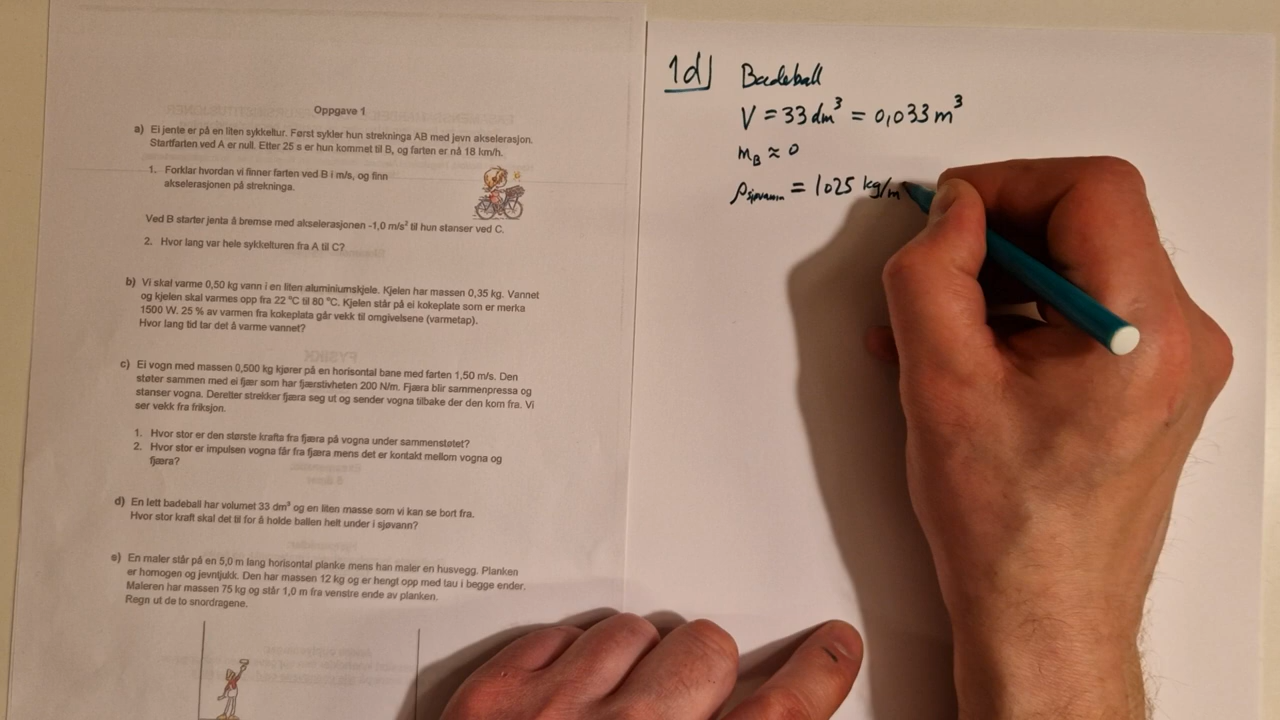 Oppgave 1
a) Ei jente er på en liten sykkeltur. Først sykler hun strekninga AB med jevn akselerasjon.
Startfarten ved A er null. Etter 25 s er hun kommet til B, og farten er nå 18 km/h.
1. Forklar hvordan vi finner farten ved B i m/s, og finn
akselerasjonen på strekninga.
Ved B starter jenta å bremse med akselerasjonen -1,0 m/s² til hun stanser ved C.
2. Hvor lang var hele sykkelturen fra A til C?
b) Vi skal varme 0,50 kg vann i en liten aluminiumskjele. Kjelen har massen 0,35 kg. Vannet
og kjelen skal varmes opp fra 22 °C til 80 °C. Kjelen står på ei kokeplate som er merka
1500 W. 25 % av varmen fra kokeplata går vekk til omgivelsene (varmetap).
Hvor lang tid tar det å varme vannet?
c) Ei vogn med massen 0,500 kg kjører på en horisontal bane med farten 1,50 m/s. Den
støter sammen med ei fjær som har fjærstivheten 200 N/m. Fjæra blir sammenpressa og
stanser vogna. Deretter strekker fjæra seg ut og sender vogna tilbake der den kom fra. Vi
ser vekk fra friksjon.
1. Hvor stor er den største krafta fra fjæra på vogna under sammenstøtet?
2. Hvor stor er impulsen vogna får fra fjæra mens det er kontakt mellom vogna og
fjæra?
d) En lett badeball har volumet 33 dm³ og en liten masse som vi kan se bort fra.
Hvor stor kraft skal det til for å holde ballen helt under i sjøvann?
e) En maler står på en 5,0 m lang horisontal planke mens han maler en husvegg. Planken
er homogen og jevntjukk. Den har massen 12 kg og er hengt opp med tau i begge ender.
Maleren har massen 75 kg og står 1,0 m fra venstre ende av planken.
Regn ut de to snordragene.
1d) Badeball
V = 33 dm³ = 0,033 m³
m_B ≈ 0
ρ_sjøvann = 1025 kg/m